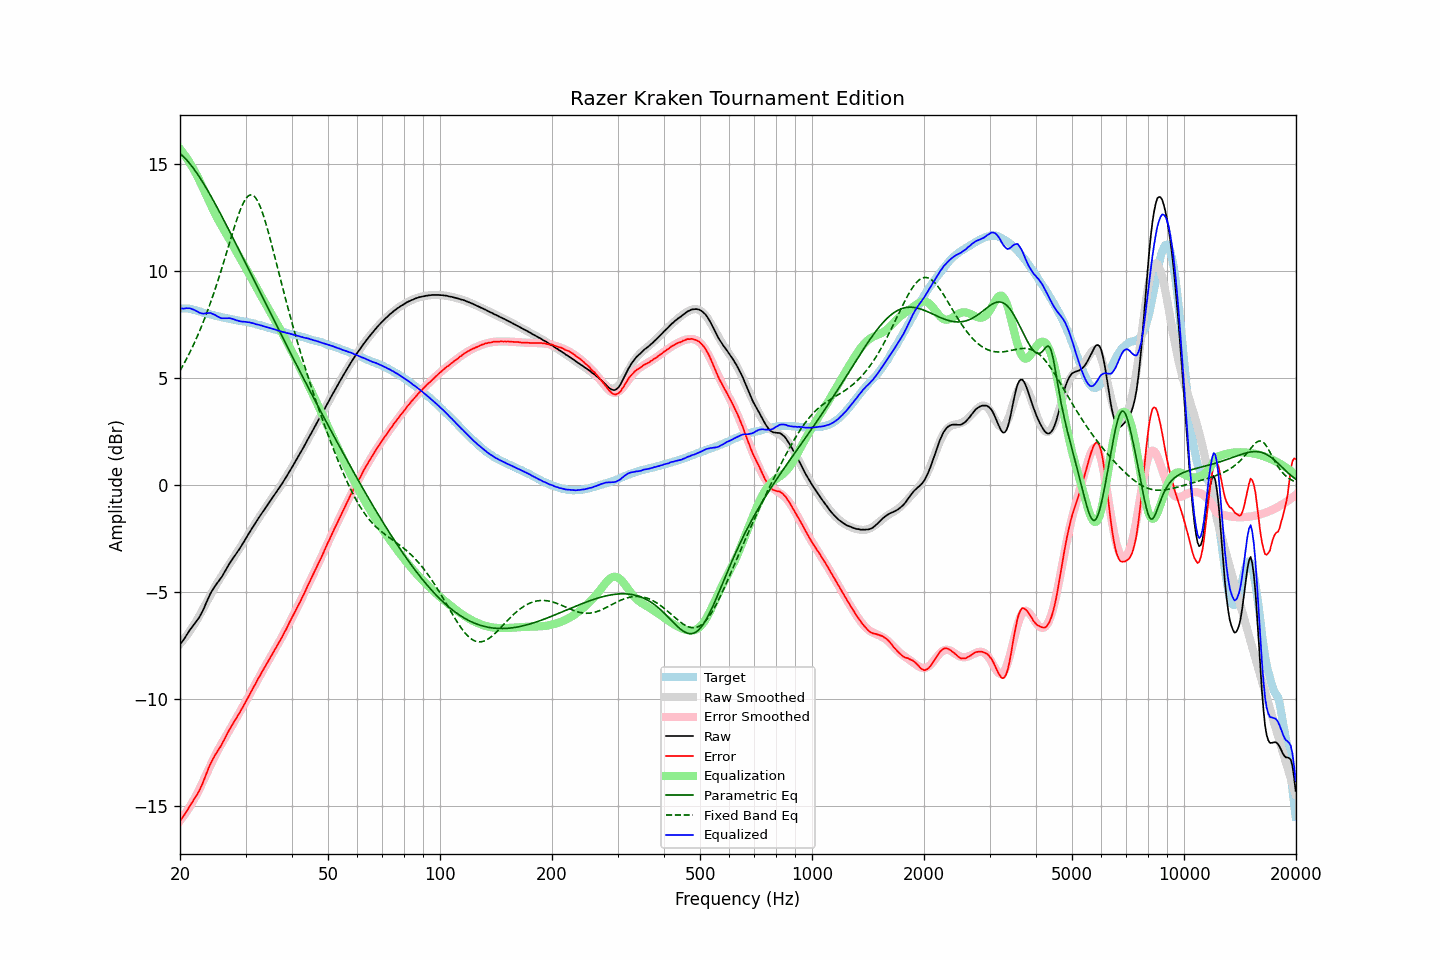 Razer Kraken Tournament Edition
Amplitude (dBr)
15
10
5
0
−5
−10
−15
Target
Raw Smoothed
Error Smoothed
Raw
Error
Equalization
Parametric Eq
Fixed Band Eq
Equalized
20 50 100 200 500 1000 2000 5000 10000 20000
Frequency (Hz)